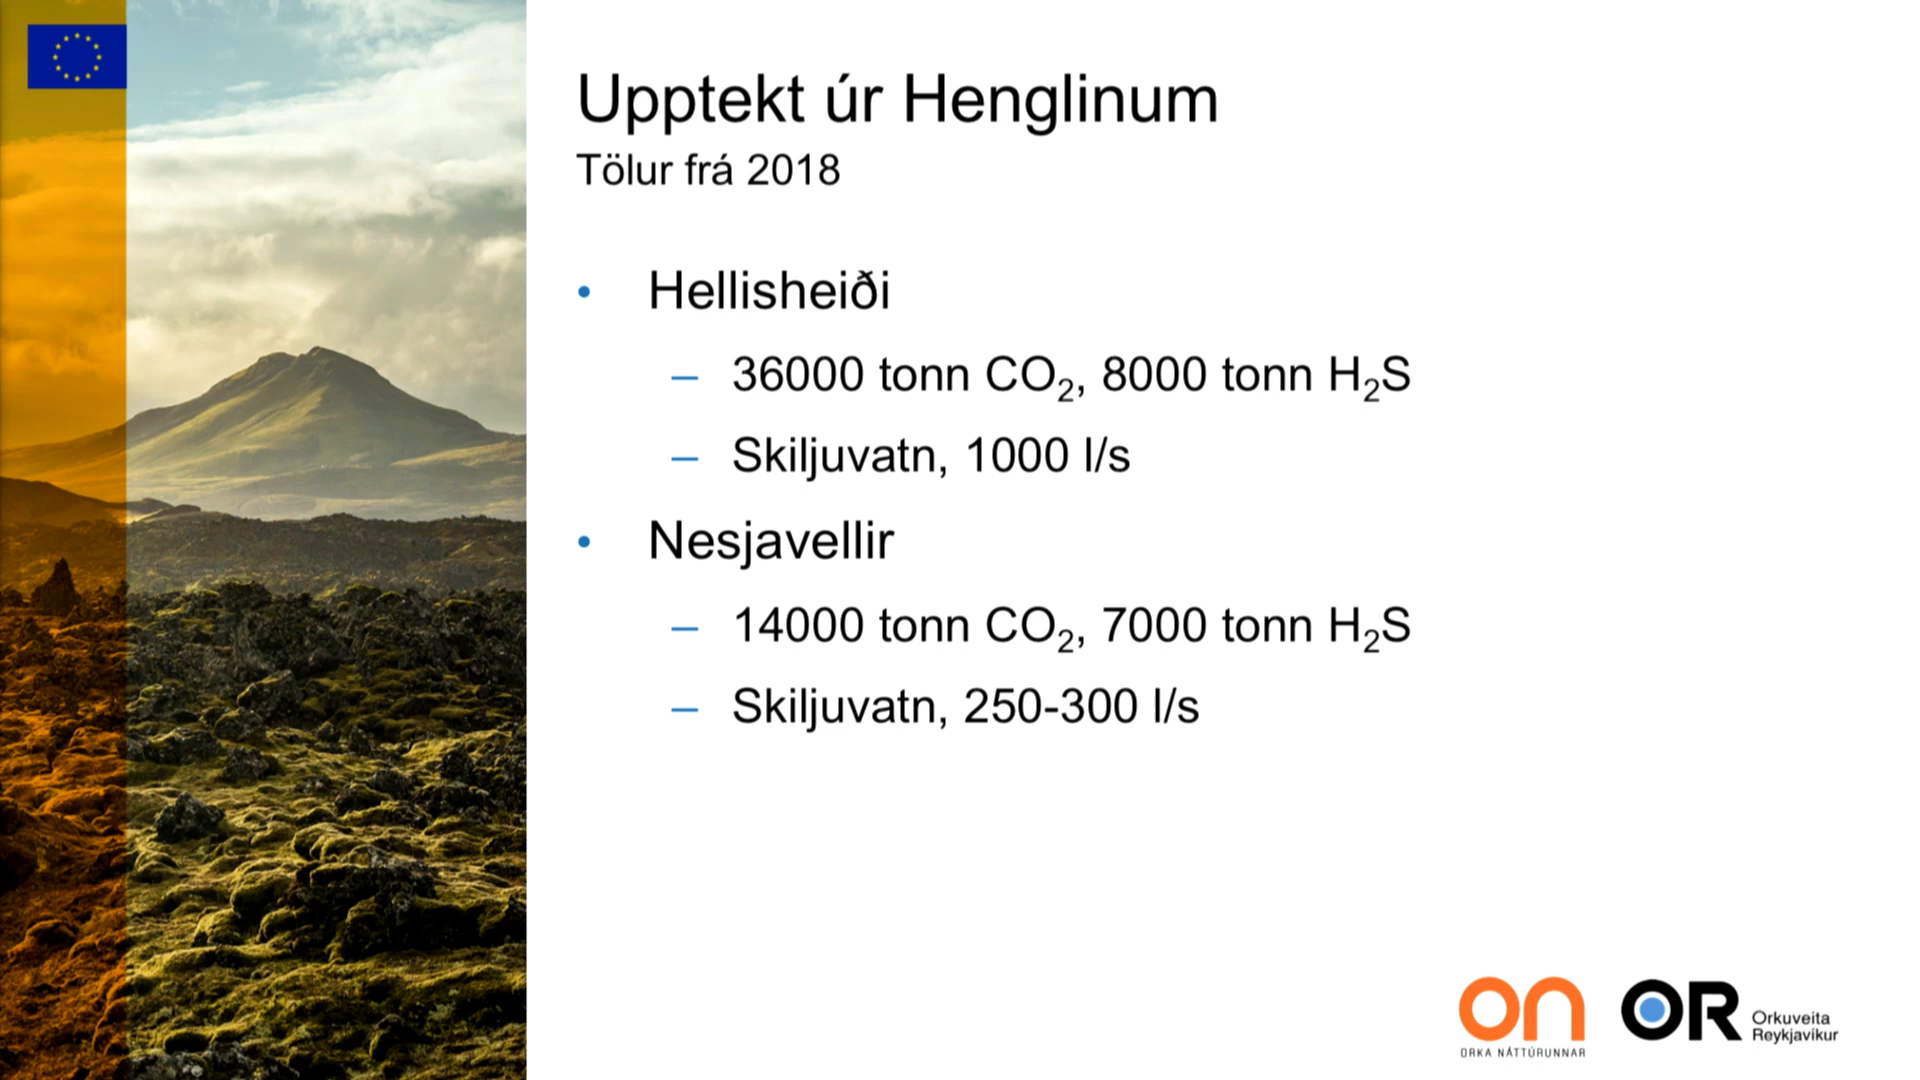 Upptekt úr Henglinum
Tölur frá 2018
• Hellisheiði
– 36000 tonn CO₂, 8000 tonn H₂S
– Skiljuvatn, 1000 l/s
• Nesjavellir
– 14000 tonn CO₂, 7000 tonn H₂S
– Skiljuvatn, 250-300 l/s
on
ORKA NÁTTÚRUNNAR
OR
Orkuveita
Reykjavikur